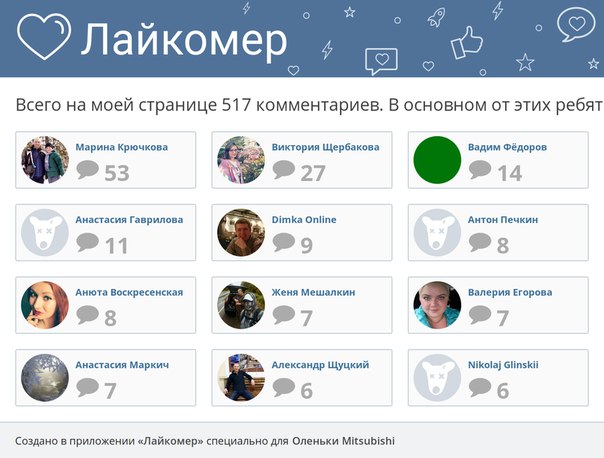 Лайкомер
Всего на моей странице 517 комментариев. В основном от этих ребят
Марина Крючкова
53
Виктория Щербакова
27
Вадим Фёдоров
14
Анастасия Гаврилова
11
Dimka Online
9
Антон Печкин
8
Анюта Воскресенская
8
Женя Мешалкин
7
Валерия Егорова
7
Анастасия Маркич
7
Александр Щуцкий
6
Nikolaj Glinskii
6
Создано в приложении «Лайкомер» специально для Оленьки Mitsubishi